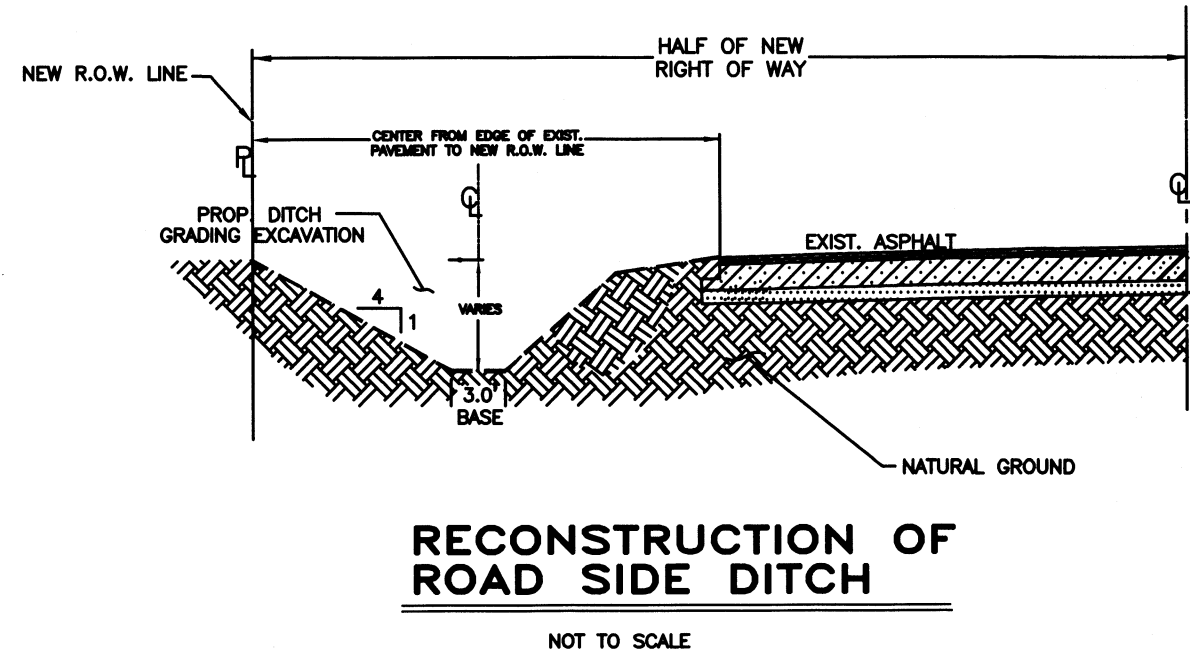 HALF OF NEW
RIGHT OF WAY
NEW R.O.W. LINE
CENTER FROM EDGE OF EXIST.
PAVEMENT TO NEW R.O.W. LINE
PL
CL
CL
PROP. DITCH
GRADING EXCAVATION
EXIST. ASPHALT
4
1
VARIES
3.0'
BASE
NATURAL GROUND
RECONSTRUCTION OF
ROAD SIDE DITCH
NOT TO SCALE